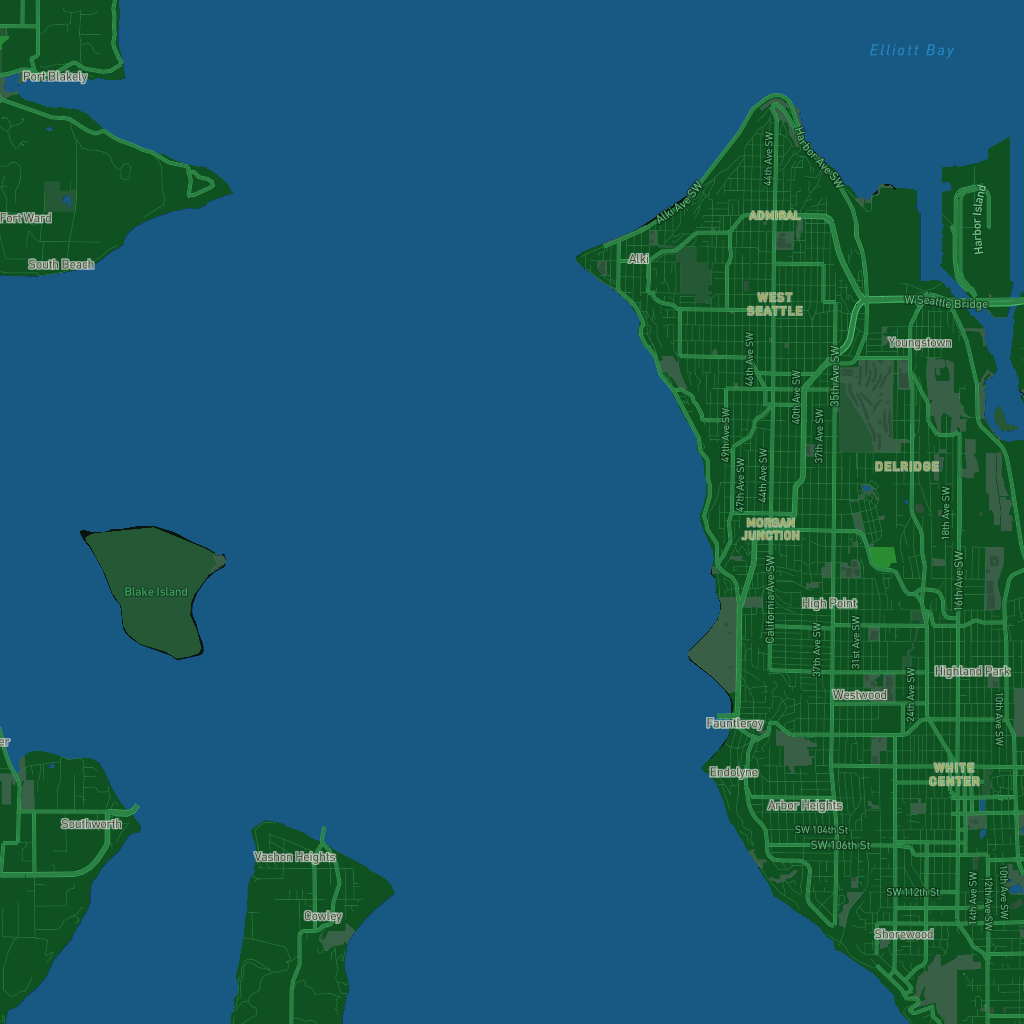 Elliott Bay
Port Blakely
44th Ave SW
Harbor Ave SW
Alki Ave SW
ADMIRAL
Harbor Island
Fort Ward
South Beach
Alki
WEST
SEATTLE
W Seattle Bridge
Youngstown
46th Ave SW
35th Ave SW
40th Ave SW
49th Ave SW
37th Ave SW
DELRIDGE
47th Ave SW
44th Ave SW
18th Ave SW
MORGAN
JUNCTION
Blake Island
California Ave SW
16th Ave SW
High Point
37th Ave SW
31st Ave SW
Highland Park
24th Ave SW
Westwood
10th Ave SW
Fauntleroy
er
Endolyne
WHITE
CENTER
Arbor Heights
Southworth
SW 104th St
SW 106th St
Vashon Heights
SW 112th St
14th Ave SW
12th Ave SW
10th Ave SW
Cowley
Shorewood